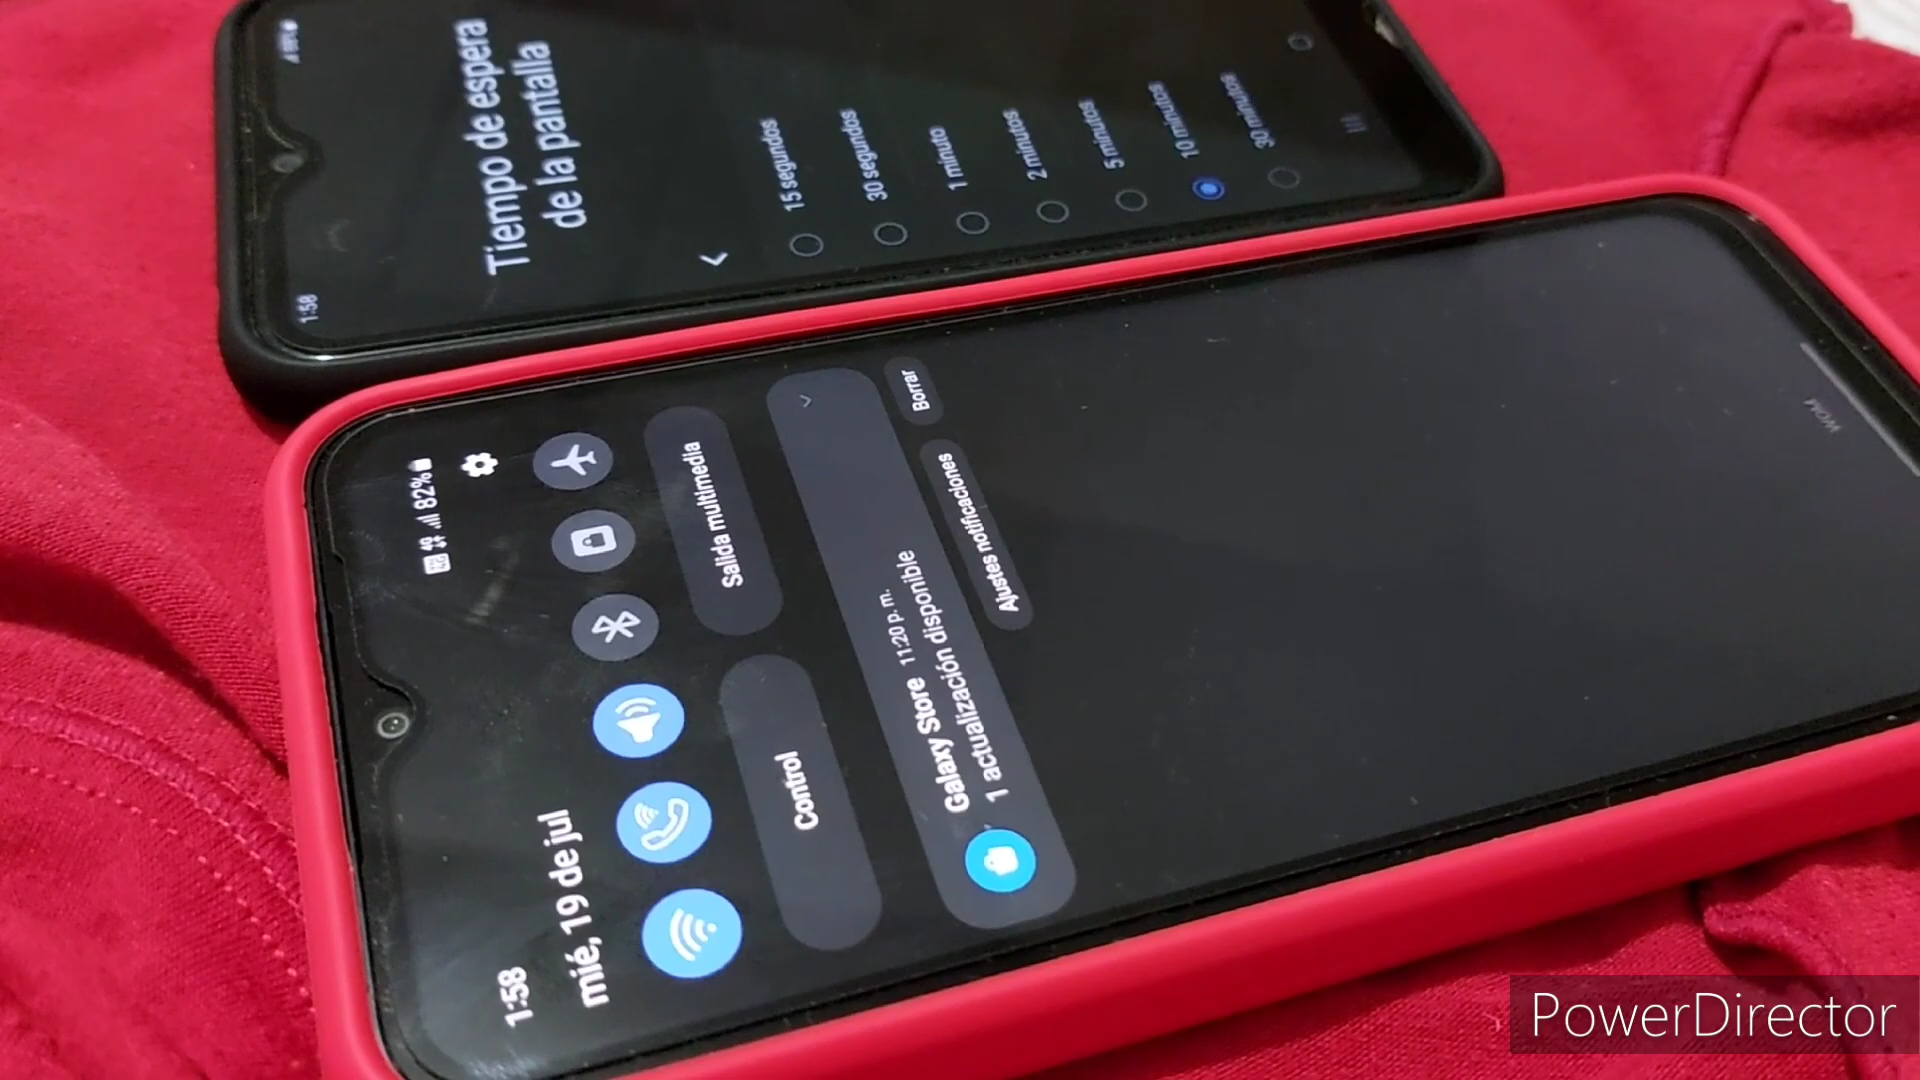 1:58
Tiempo de espera
de la pantalla
15 segundos
30 segundos
1 minuto
2 minutos
5 minutos
10 minutos
30 minutos
4G 82%
1:58
mié, 19 de jul
Control
Salida multimedia
Galaxy Store 11:20 p. m.
1 actualización disponible
Ajustes notificaciones
Borrar
WOM
PowerDirector